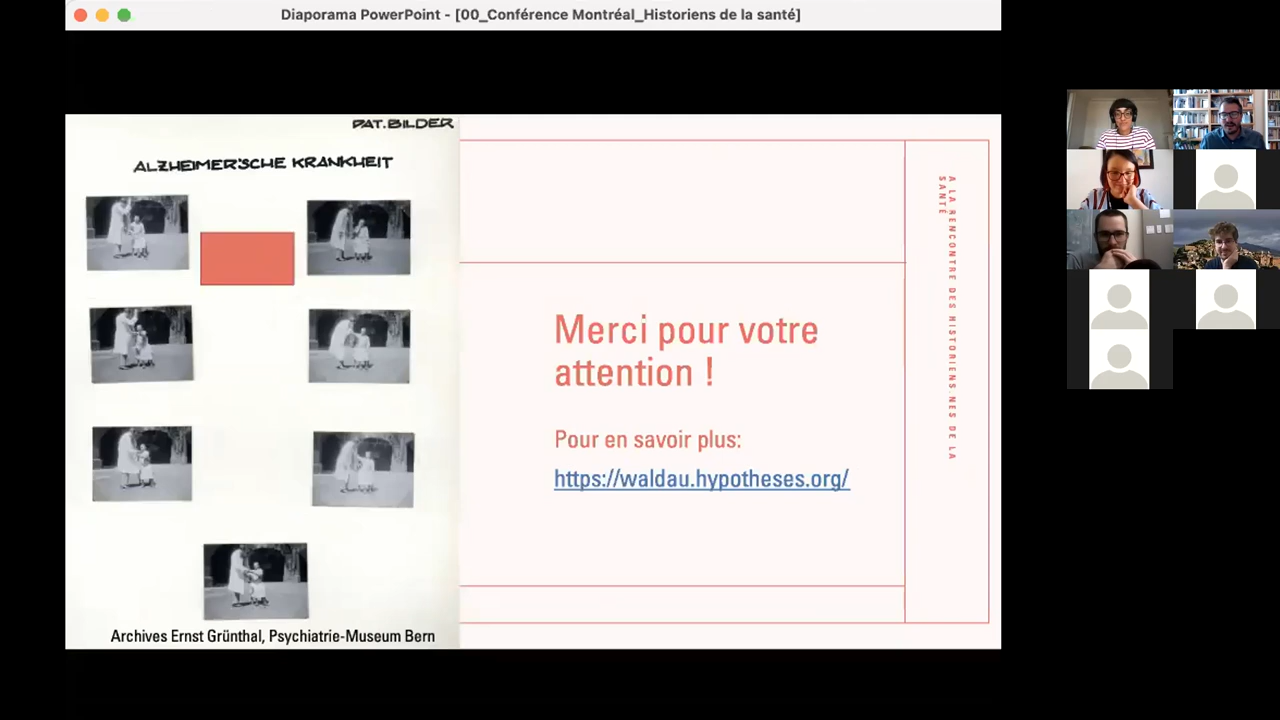 Diaporama PowerPoint - [00_Conférence Montréal_Historiens de la santé]
PAT.BILDER
ALZHEIMER'SCHE KRANKHEIT
Archives Ernst Grünthal, Psychiatrie-Museum Bern
Merci pour votre
attention !
Pour en savoir plus:
https://waldau.hypotheses.org/
A LA RENCONTRE DES HISTORIENS.NES DE LA
SANTÉ